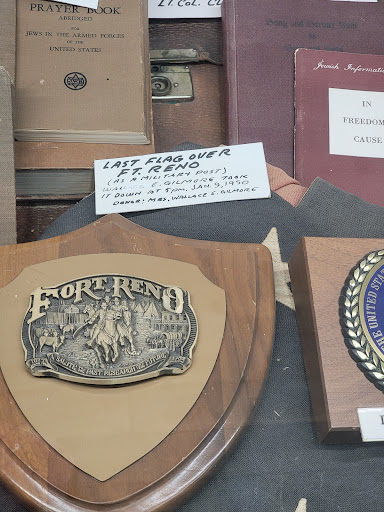 PRAYER BOOK
ABRIDGED
FOR
JEWS IN THE ARMED FORCES
OF THE
UNITED STATES
LT. COL.
Jewish Information
IN
FREEDOM
CAUSE
LAST FLAG OVER
FT. RENO
(AS A MILITARY POST)
E. GILMORE TOOK
IT DOWN AT 5PM, JAN. 9, 1950
DONOR: MRS. WALLACE E. GILMORE
FORT RENO
THE UNITED